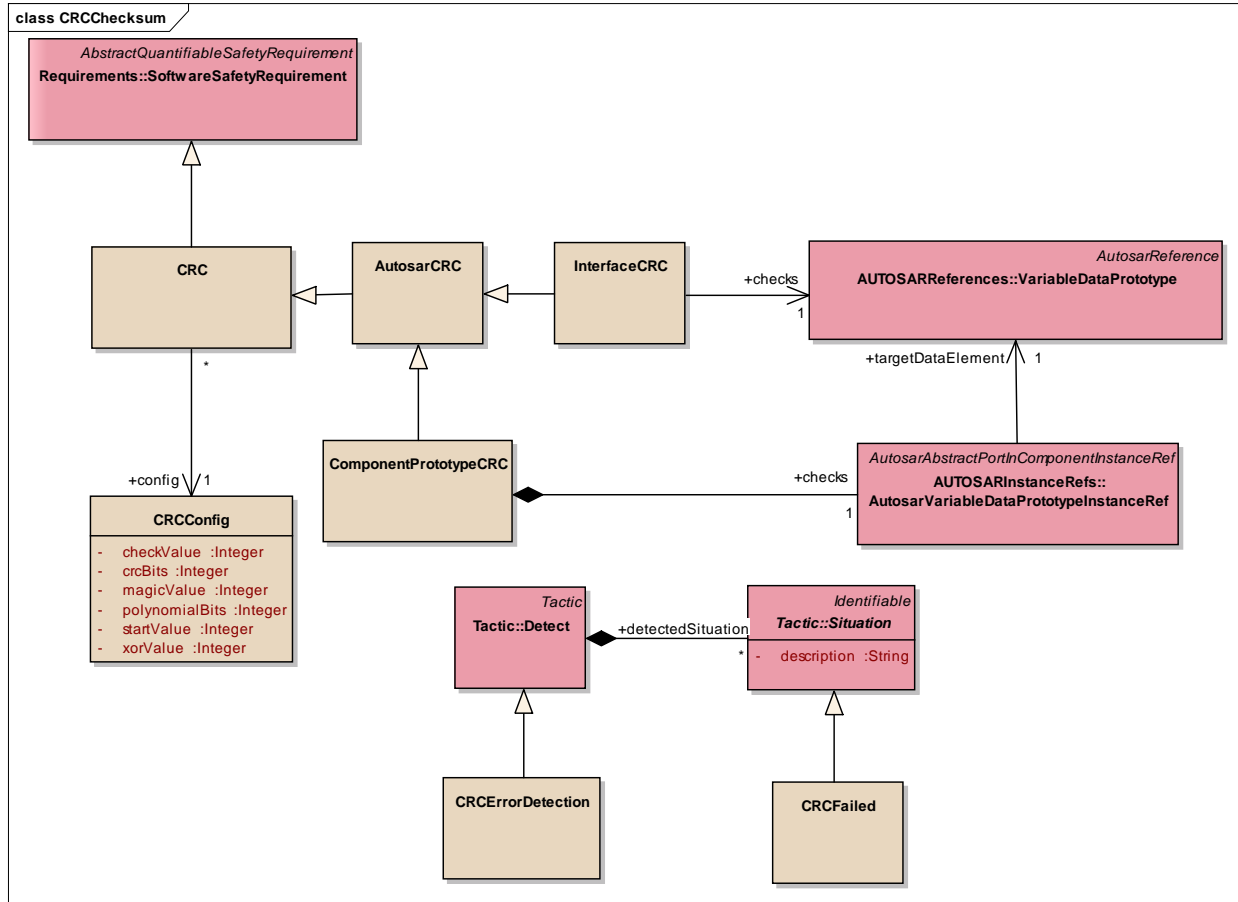 class CRCChecksum
AbstractQuantifiableSafetyRequirement
Requirements::SoftwareSafetyRequirement
CRC
AutosarCRC
InterfaceCRC
+checks
1
AutosarReference
AUTOSARReferences::VariableDataPrototype
+targetDataElement
1
*
+config
1
ComponentPrototypeCRC
+checks
1
AutosarAbstractPortInComponentInstanceRef
AUTOSARInstanceRefs::
AutosarVariableDataPrototypeInstanceRef
CRCConfig
- checkValue :Integer
- crcBits :Integer
- magicValue :Integer
- polynomialBits :Integer
- startValue :Integer
- xorValue :Integer
Tactic
Tactic::Detect
+detectedSituation
*
Identifiable
Tactic::Situation
- description :String
CRCErrorDetection
CRCFailed